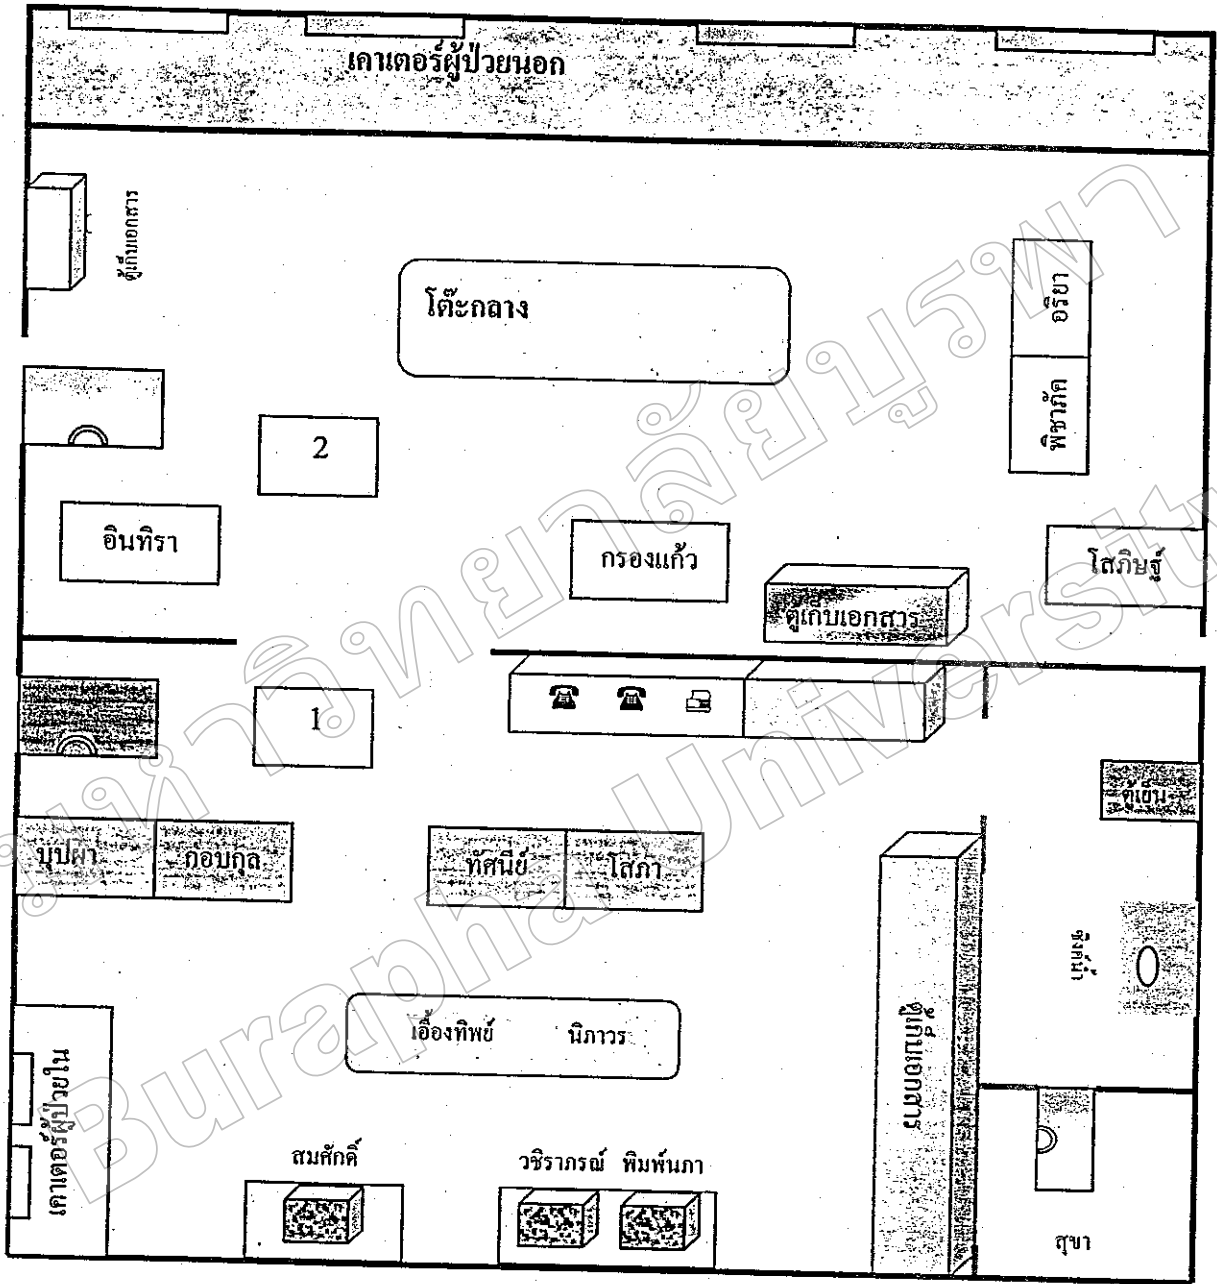 เคาเตอร์ผู้ป่วยนอก
ตู้เก็บเอกสาร
โต๊ะกลาง
อริยา
พิชาภัค
2
อินทิรา
กรองแก้ว
ตู้เก็บเอกสาร
โสภิษฐ์
1
ตู้เย็น
บุปผา
กอบกุล
ทัศนีย์
โสภา
ซิงค์น้ำ
เอื้องทิพย์ นิภาวร
ตู้เก็บเอกสาร
เคาเตอร์ผู้ป่วยใน
สมศักดิ์
วชิราภรณ์ พิมพ์นภา
สุขา
มหาวิทยาลัยบูรพา
Burapha University